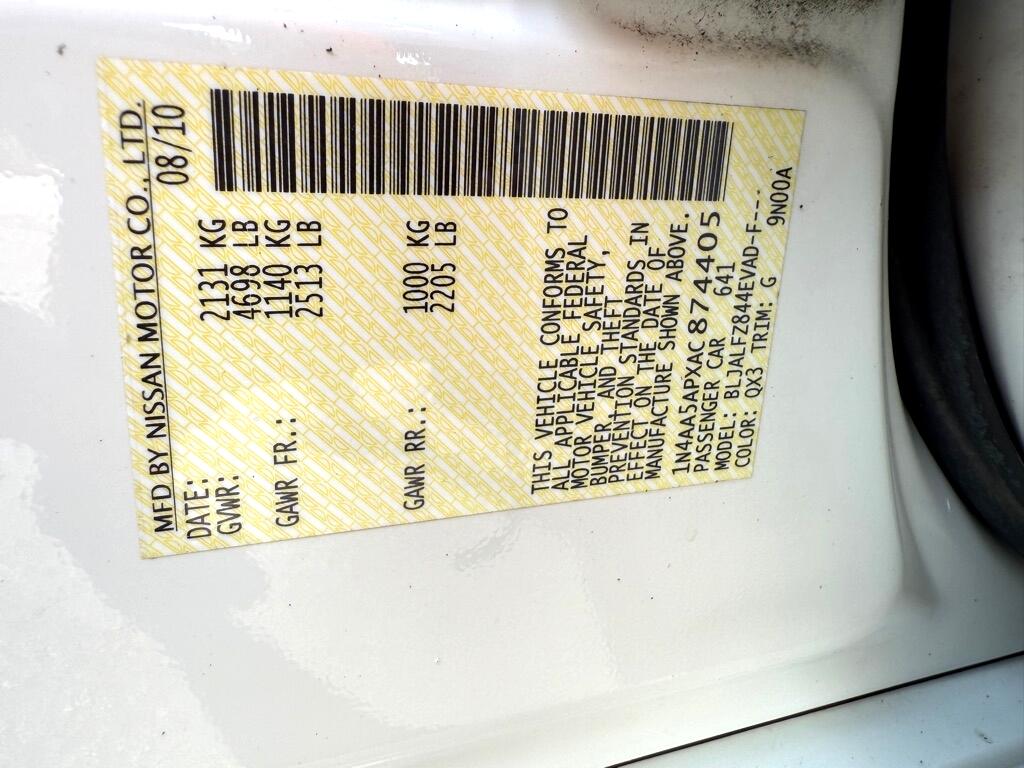 MFD BY NISSAN MOTOR CO., LTD.
DATE: 08/10
GVWR: 2131 KG
4698 LB
GAWR FR.: 1140 KG
2513 LB
GAWR RR.: 1000 KG
2205 LB
THIS VEHICLE CONFORMS TO
ALL APPLICABLE FEDERAL
MOTOR VEHICLE SAFETY,
BUMPER, AND THEFT
PREVENTION STANDARDS IN
EFFECT ON THE DATE OF
MANUFACTURE SHOWN ABOVE.
1N4AA5APXAC874405
PASSENGER CAR 641
MODEL: BLJALFZ844EVAD-F----
COLOR: QX3 TRIM: G 9N00A